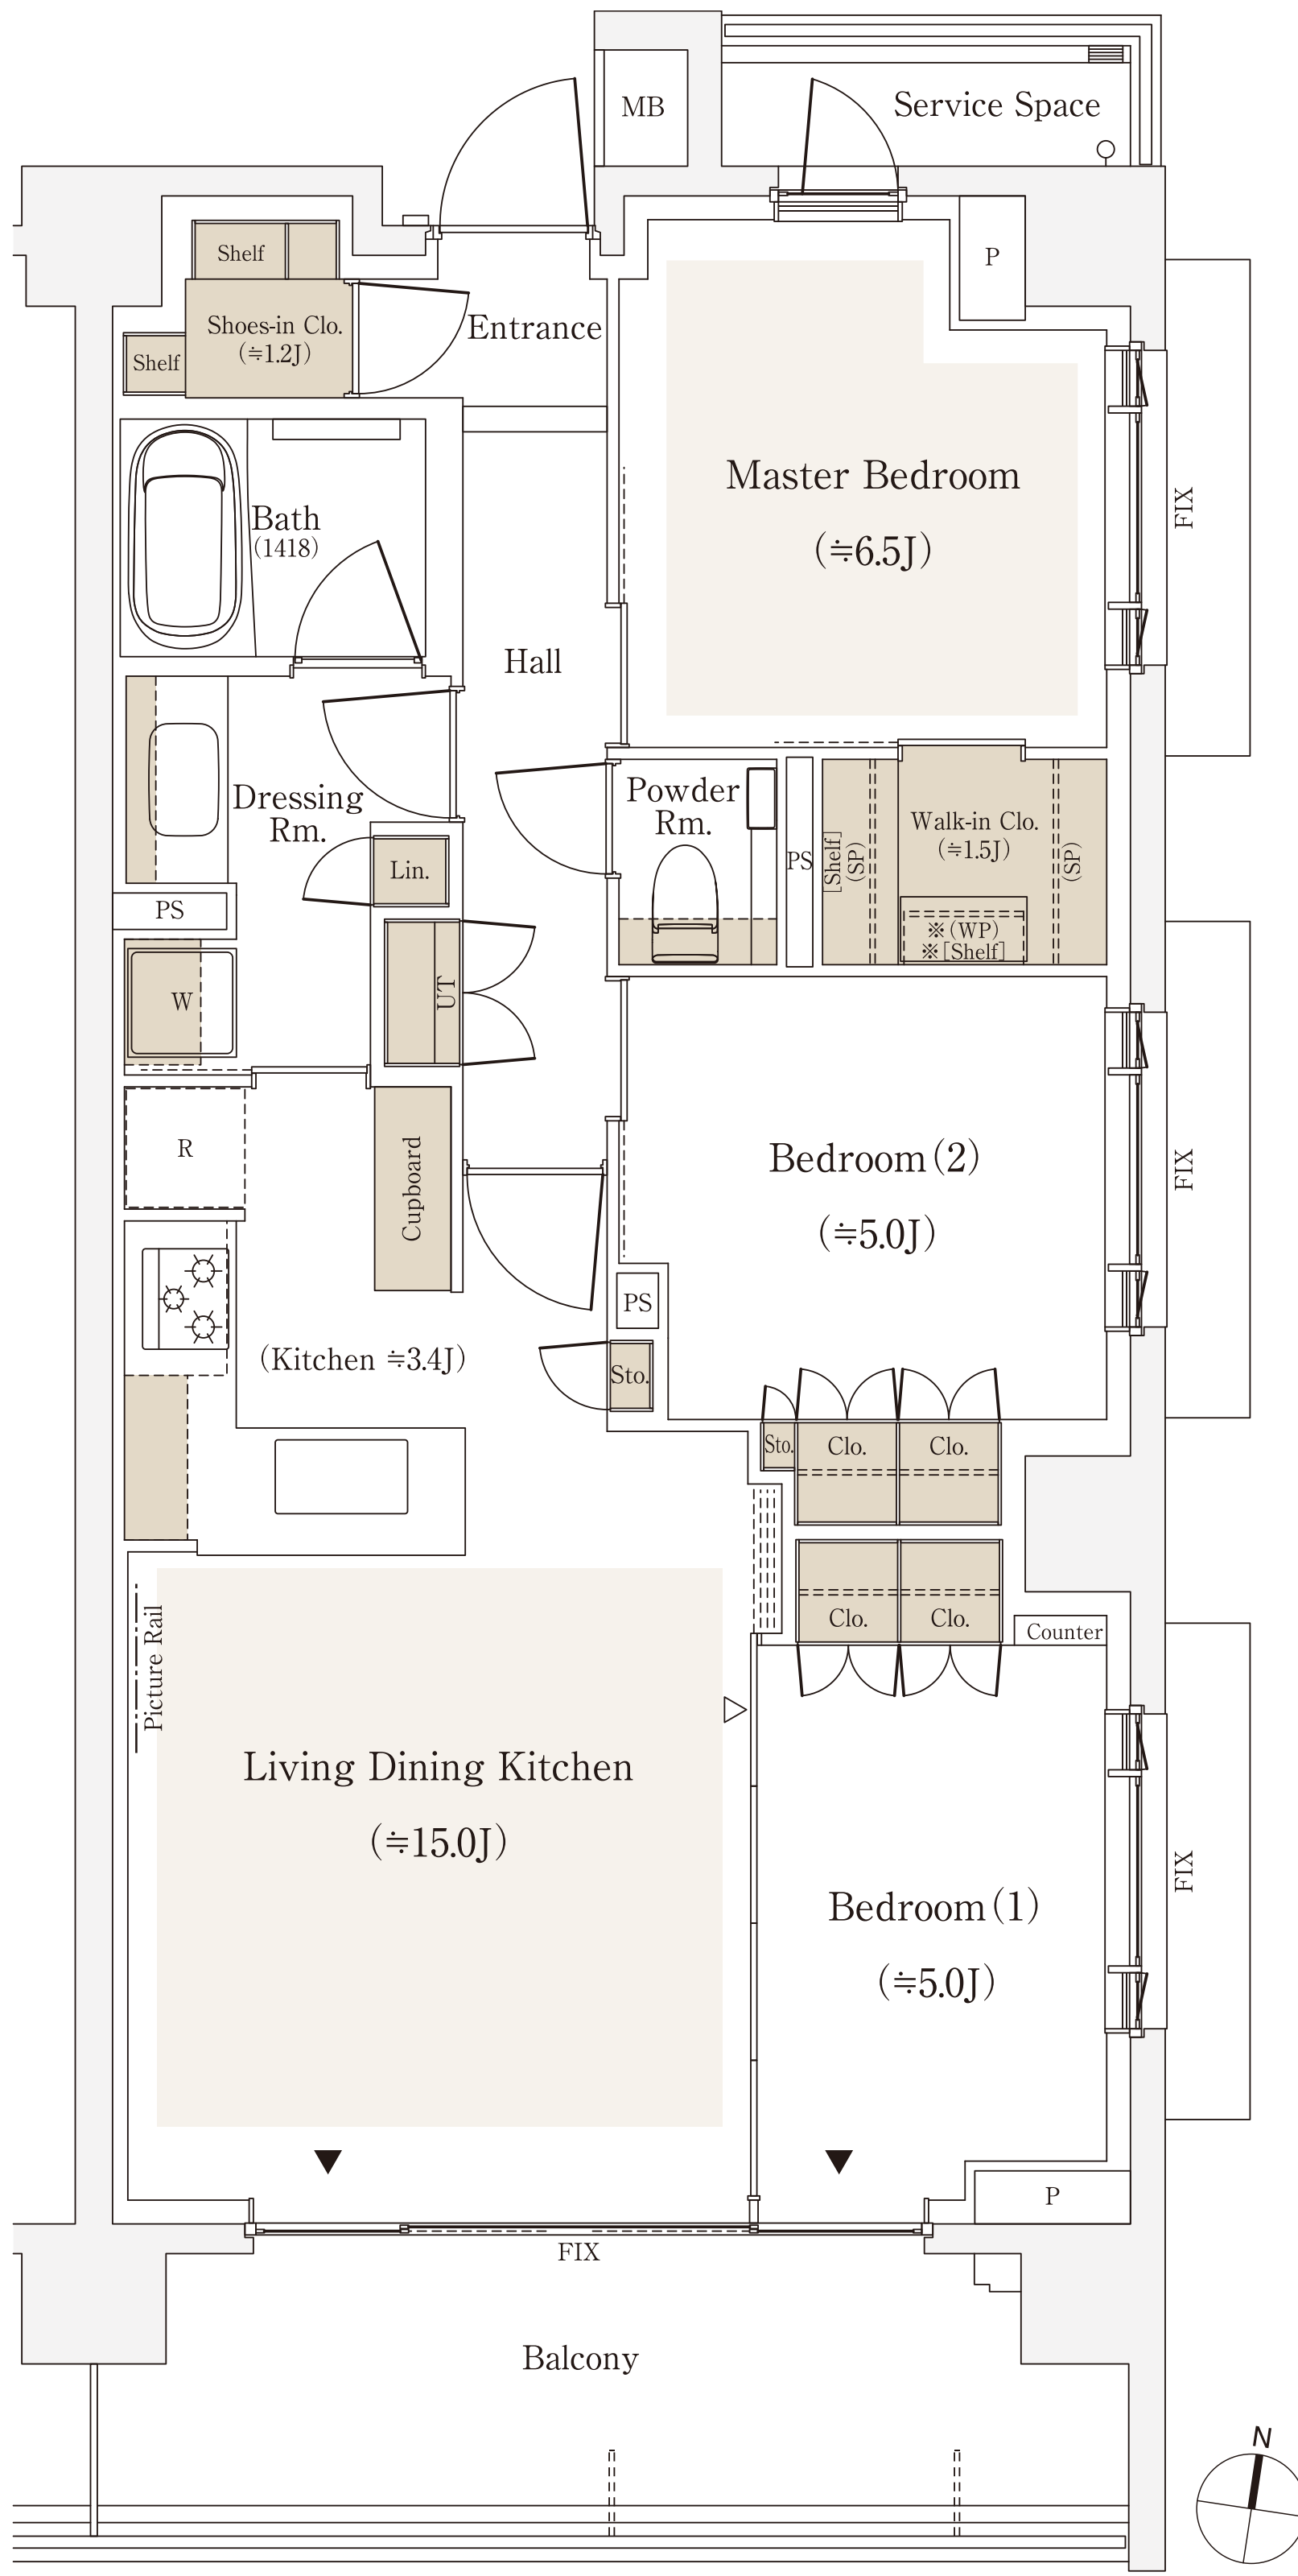 MB
Service Space
Shelf
P
Shoes-in Clo.
(≒1.2J)
Entrance
Shelf
Master Bedroom
(≒6.5J)
FIX
Bath
(1418)
Hall
Dressing
Rm.
Powder
Rm.
Lin.
PS
[Shelf]
(SP)
Walk-in Clo.
(≒1.5J)
(SP)
PS
※(WP)
※[Shelf]
W
UT
R
Cupboard
Bedroom(2)
(≒5.0J)
FIX
PS
(Kitchen ≒3.4J)
Sto.
Sto.
Clo.
Clo.
Clo.
Clo.
Counter
Picture Rail
Living Dining Kitchen
(≒15.0J)
Bedroom(1)
(≒5.0J)
FIX
P
FIX
Balcony
N